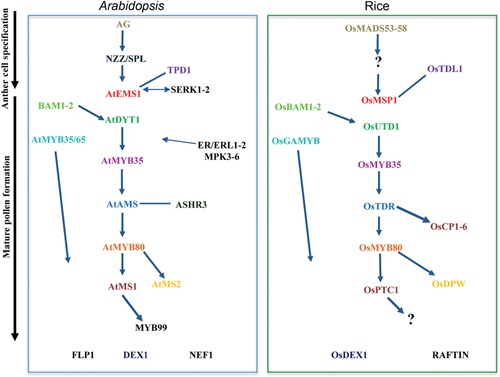 Arabidopsis
Rice
Anther cell specification
Mature pollen formation
AG
NZZ/SPL
TPD1
AtEMS1
SERK1-2
BAM1-2
AtDYT1
AtMYB35/65
ER/ERL1-2
MPK3-6
AtMYB35
AtAMS
ASHR3
AtMYB80
AtMS1
AtMS2
MYB99
FLP1
DEX1
NEF1
OsMADS53-58
?
OsTDL1
OsMSP1
OsBAM1-2
OsUTD1
OsGAMYB
OsMYB35
OsTDR
OsCP1-6
OsMYB80
OsDPW
OsPTC1
?
OsDEX1
RAFTIN